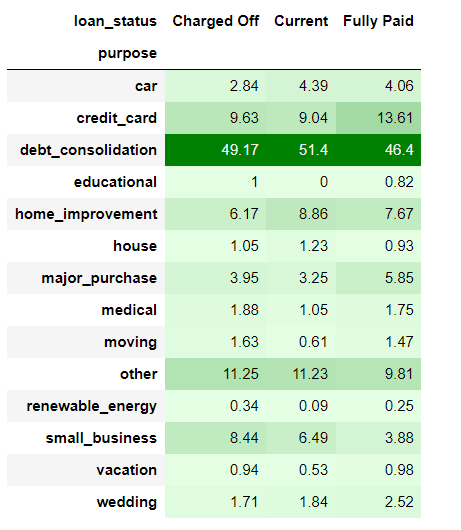 loan_status Charged Off Current Fully Paid
purpose
car 2.84 4.39 4.06
credit_card 9.63 9.04 13.61
debt_consolidation 49.17 51.4 46.4
educational 1 0 0.82
home_improvement 6.17 8.86 7.67
house 1.05 1.23 0.93
major_purchase 3.95 3.25 5.85
medical 1.88 1.05 1.75
moving 1.63 0.61 1.47
other 11.25 11.23 9.81
renewable_energy 0.34 0.09 0.25
small_business 8.44 6.49 3.88
vacation 0.94 0.53 0.98
wedding 1.71 1.84 2.52